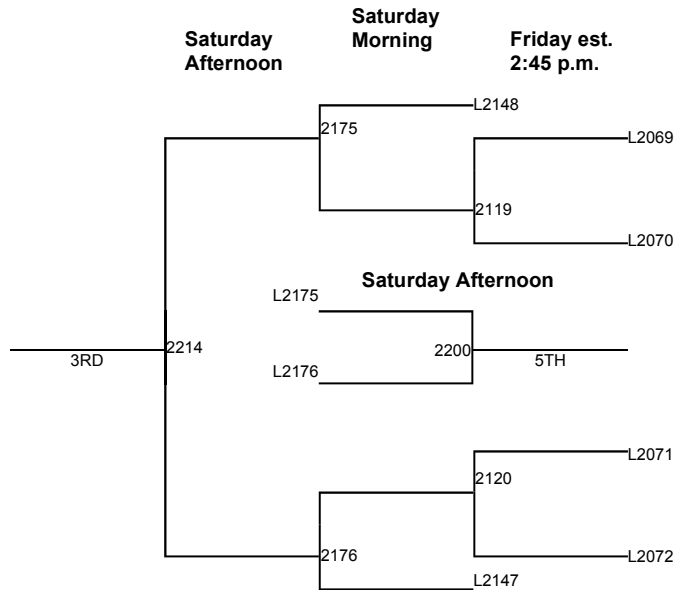 Saturday
Afternoon
Saturday
Morning
Friday est.
2:45 p.m.
L2148
2175
L2069
2119
L2070
Saturday Afternoon
L2175
2214
2200
3RD
5TH
L2176
L2071
2120
2176
L2072
L2147